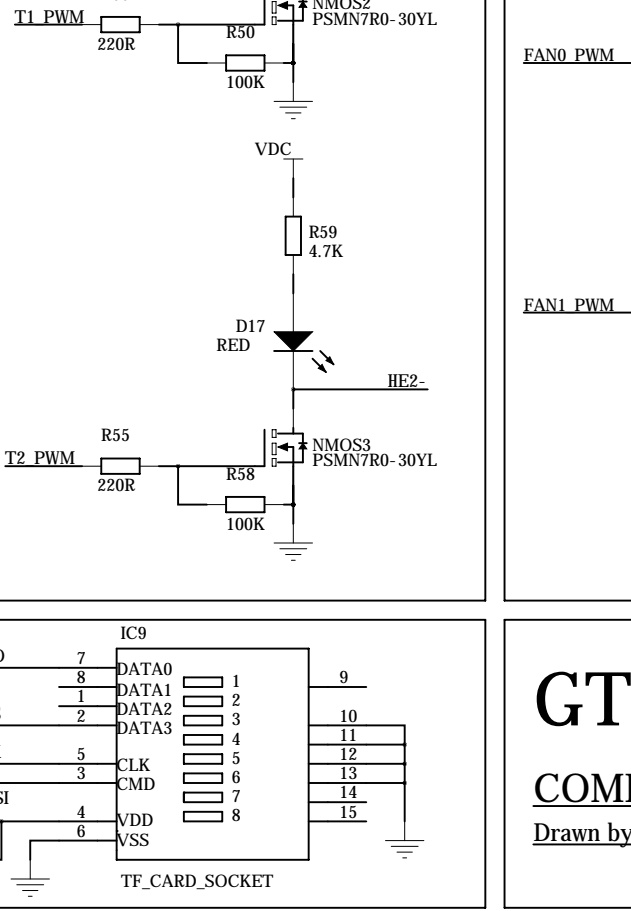 NMOS2
PSMN7R0-30YL
T1_PWM
220R
R50
100K
FAN0_PWM
VDC
R59
4.7K
FAN1_PWM
D17
RED
HE2-
R55
NMOS3
PSMN7R0-30YL
T2_PWM
220R
R58
100K
IC9
7 DATA0
8 DATA1
1 DATA2
2 DATA3
5 CLK
3 CMD
4 VDD
6 VSS
1
2
3
4
5
6
7
8
9
10
11
12
13
14
15
TF_CARD_SOCKET
GT
Drawn by